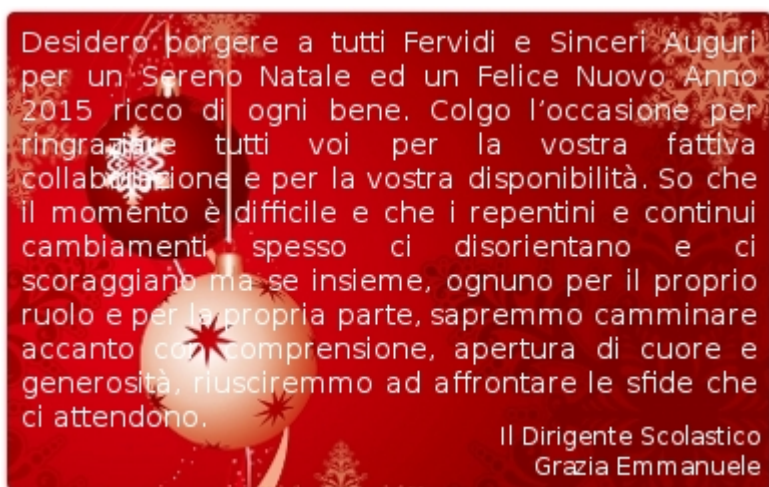 Desidero porgere a tutti Fervidi e Sinceri Auguri
per un Sereno Natale ed un Felice Nuovo Anno
2015 ricco di ogni bene. Colgo l'occasione per
ringraziare tutti voi per la vostra fattiva
collaborazione e per la vostra disponibilità. So che
il momento è difficile e che i repentini e continui
cambiamenti spesso ci disorientano e ci
scoraggiano ma se insieme, ognuno per il proprio
ruolo e per la propria parte, sapremmo camminare
accanto con comprensione, apertura di cuore e
generosità, riusciremmo ad affrontare le sfide che
ci attendono.
Il Dirigente Scolastico
Grazia Emmanuele